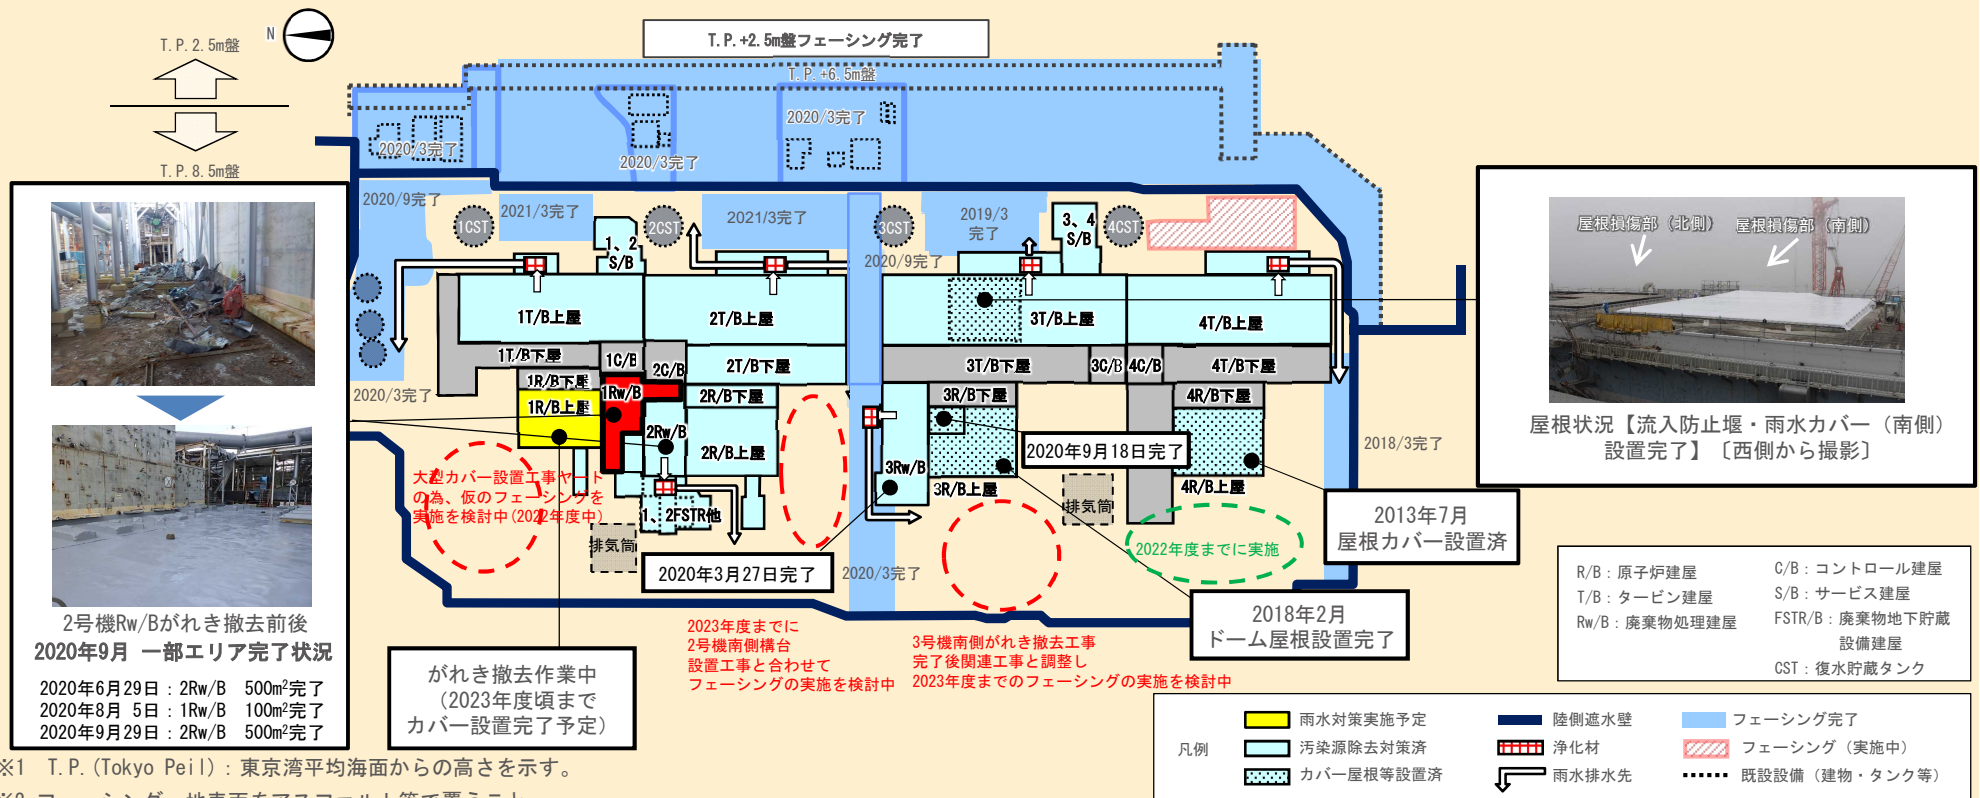 T.P.2.5m盤
N
T.P.8.5m盤
T.P.+2.5m盤フェーシング完了
T.P.+6.5m盤
2020/3完了
2020/3完了
2020/3完了
2020/9完了
2021/3完了
2021/3完了
2019/3
完了
2020/9完了
1CST
2CST
3CST
4CST
1、2
S/B
3、4
S/B
1T/B上屋
2T/B上屋
3T/B上屋
4T/B上屋
1T/B下屋
1C/B
2C/B
2T/B下屋
3T/B下屋
3C/B
4C/B
4T/B下屋
1R/B下屋
1R/B上屋
1Rw/B
2Rw/B
2R/B下屋
2R/B上屋
3R/B下屋
3Rw/B
3R/B上屋
4R/B下屋
4R/B上屋
1、2FSTR他
排気筒
排気筒
2020/3完了
2020/3完了
2018/3完了
大型カバー設置工事ヤード
の為、仮のフェーシングを
実施を検討中(2022年度中)
2022年度までに実施
2020年9月18日完了
2020年3月27日完了
2013年7月
屋根カバー設置済
2018年2月
ドーム屋根設置完了
2023年度までに
2号機南側構台
設置工事と合わせて
フェーシングの実施を検討中
3号機南側がれき撤去工事
完了後関連工事と調整し
2023年度までのフェーシングの実施を検討中
がれき撤去作業中
(2023年度頃まで
カバー設置完了予定)
2号機Rw/Bがれき撤去前後
2020年9月 一部エリア完了状況
2020年6月29日：2Rw/B 500m²完了
2020年8月 5日：1Rw/B 100m²完了
2020年9月29日：2Rw/B 500m²完了
屋根損傷部（北側）
屋根損傷部（南側）
屋根状況【流入防止堰・雨水カバー（南側）
設置完了】〔西側から撮影〕
R/B：原子炉建屋
T/B：タービン建屋
Rw/B：廃棄物処理建屋
C/B：コントロール建屋
S/B：サービス建屋
FSTR/B：廃棄物地下貯蔵
設備建屋
CST：復水貯蔵タンク
凡例
雨水対策実施予定
汚染源除去対策済
カバー屋根等設置済
陸側遮水壁
浄化材
雨水排水先
フェーシング完了
フェーシング（実施中）
既設設備（建物・タンク等）
※1 T.P.(Tokyo Peil)：東京湾平均海面からの高さを示す。